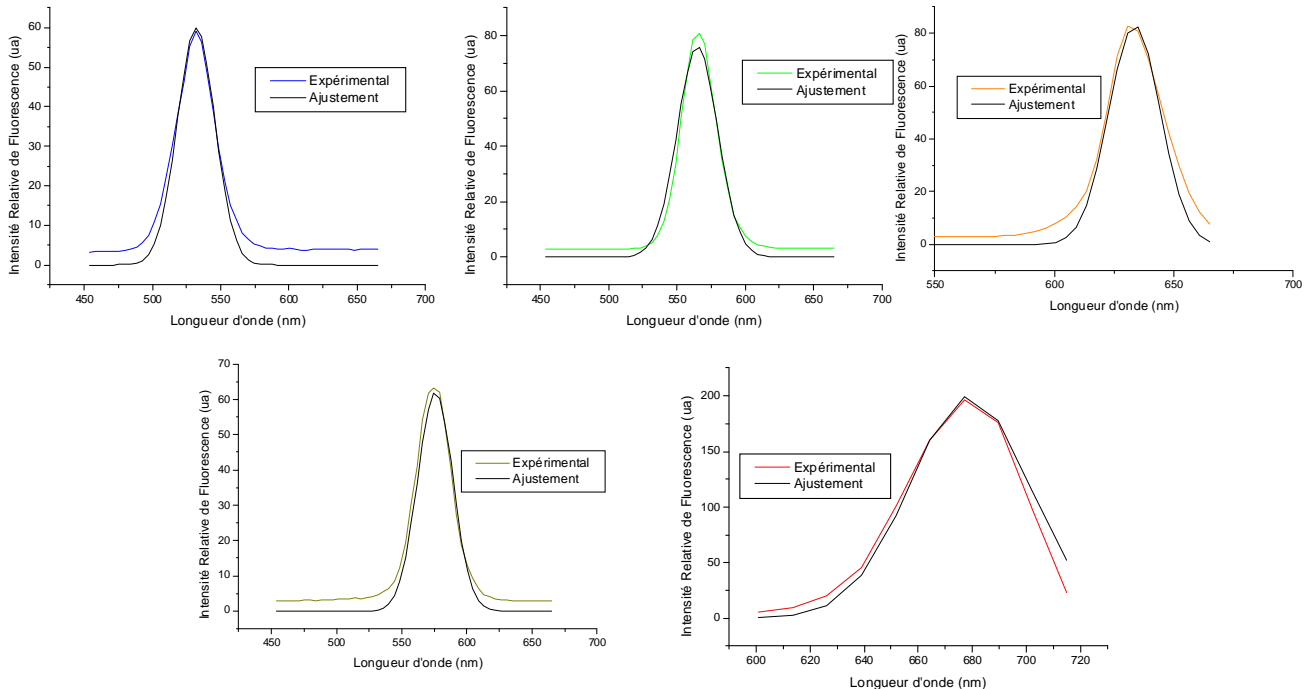 Intensité Relative de Fluorescence (ua)
60
50
40
30
20
10
0
Expérimental
Ajustement
450 500 550 600 650 700
Longueur d'onde (nm)
Intensité Relative de Fluorescence (ua)
80
60
40
20
0
Expérimental
Ajustement
450 500 550 600 650 700
Longueur d'onde (nm)
Intensité Relative de Fluorescence (ua)
80
60
40
20
0
Expérimental
Ajustement
550 600 650 700
Longueur d'onde (nm)
Intensité Relative de Fluorescence (ua)
70
60
50
40
30
20
10
0
Expérimental
Ajustement
450 500 550 600 650 700
Longueur d'onde (nm)
Intensité Relative de Fluorescence (ua)
200
150
100
50
0
Expérimental
Ajustement
600 620 640 660 680 700 720
Longueur d'onde (nm)